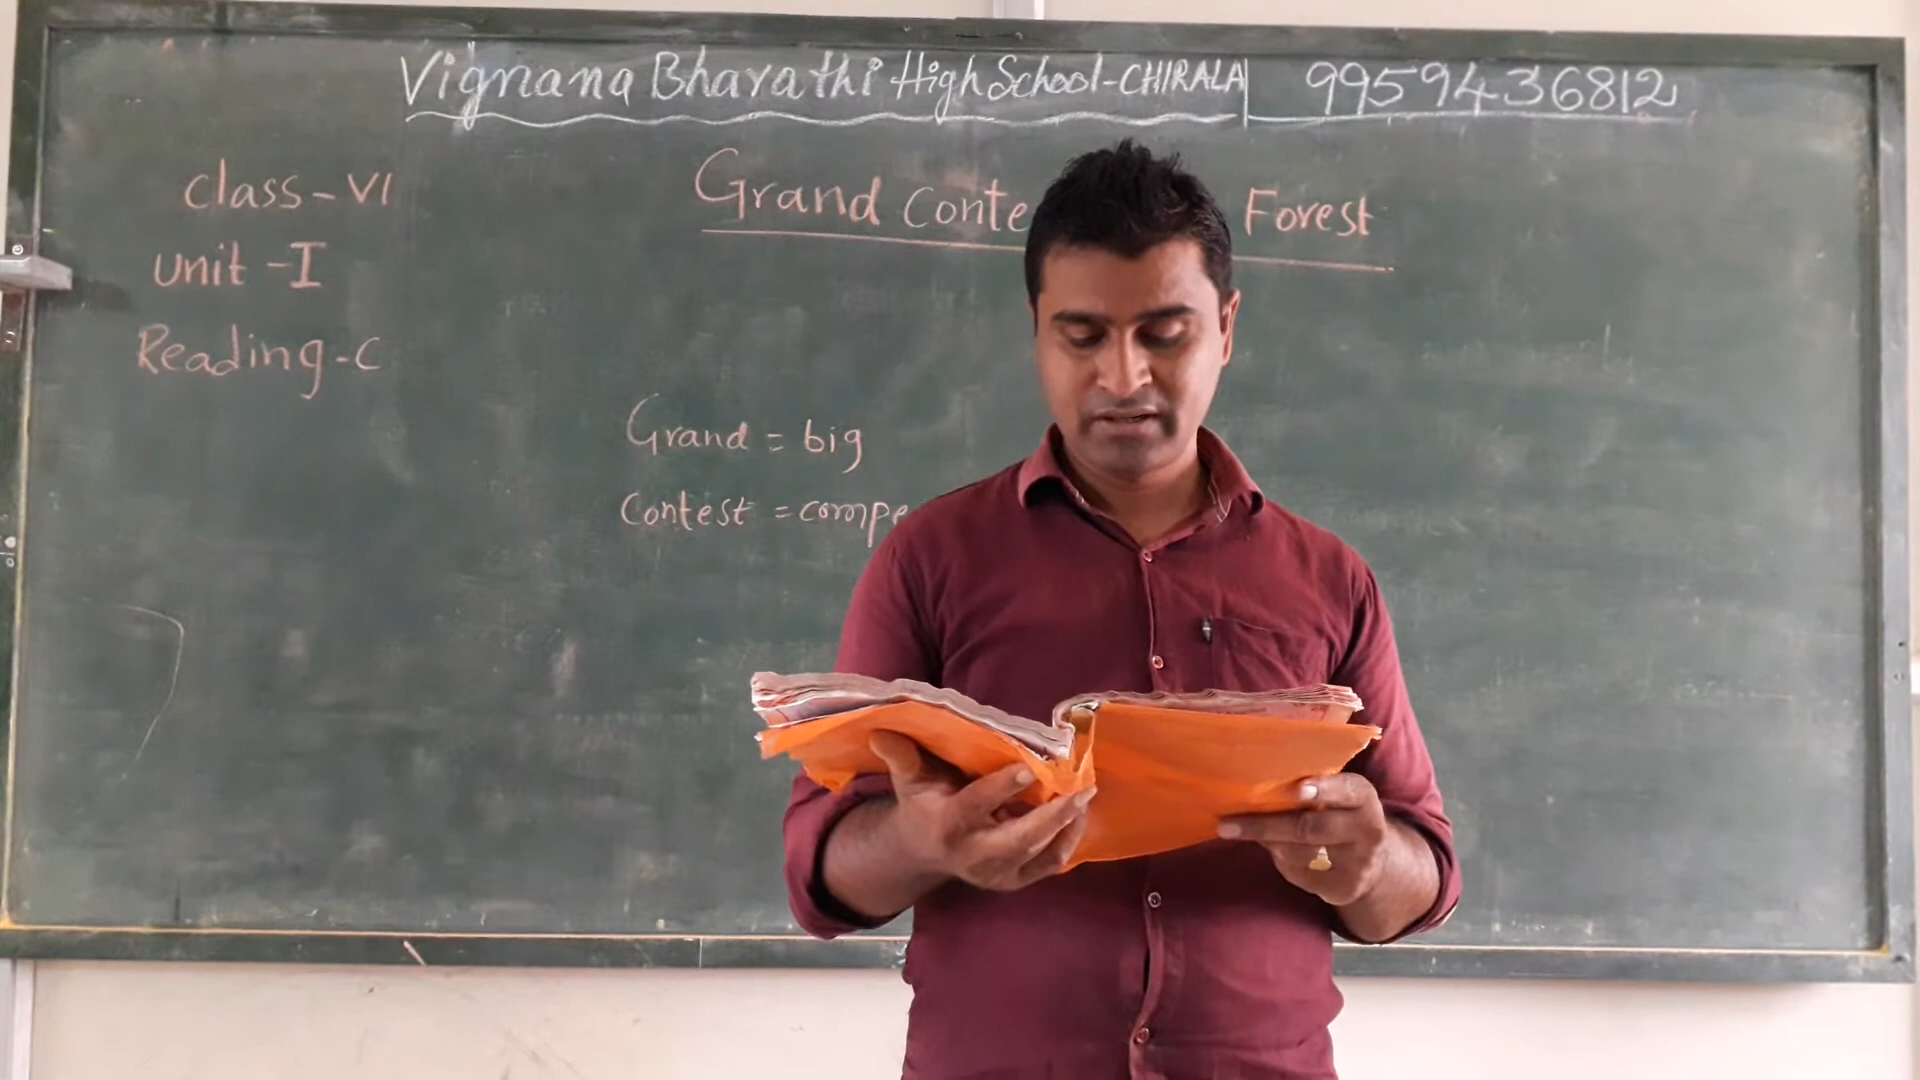 Vignana Bharathi High School-CHIRALA 9959436812
class-VI
Grand Conte Forest
unit-I
Reading-C
Grand = big
Contest = compe